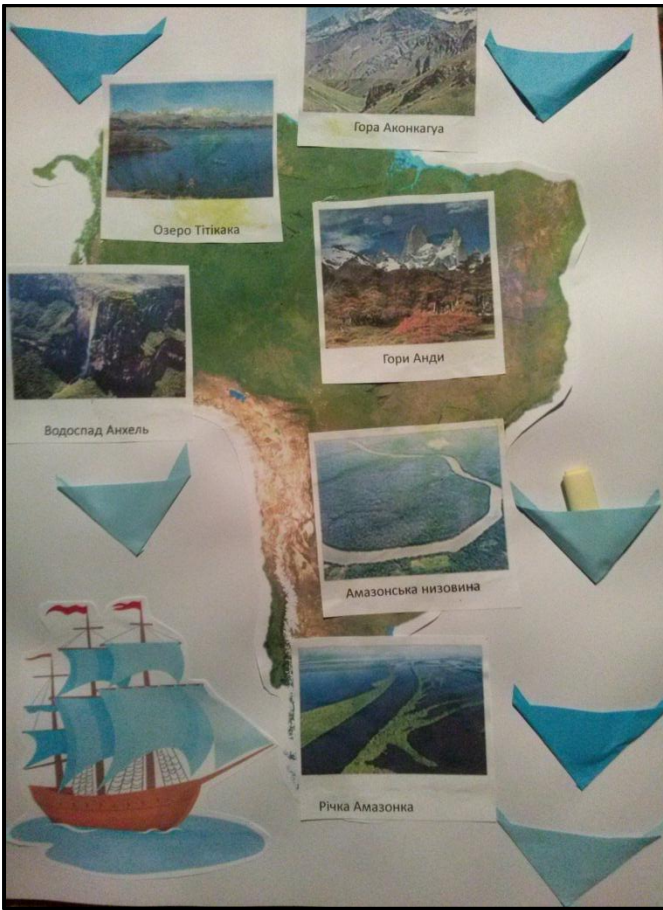 Гора Аконкагуа
Озеро Тітікака
Гори Анди
Водоспад Анхель
Амазонська низовина
Річка Амазонка